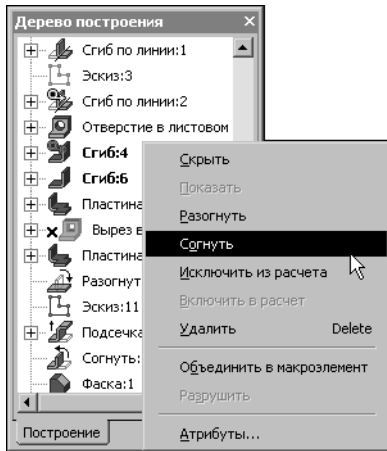 Дерево построения
Сгиб по линии:1
Эскиз:3
Сгиб по линии:2
Отверстие в листовом
Сгиб:4
Сгиб:6
Пластина
Вырез в
Пластина
Разогнут
Эскиз:11
Подсечка
Согнуть:
Фаска:1
Построение
Скрыть
Показать
Разогнуть
Согнуть
Исключить из расчета
Включить в расчет
Удалить Delete
Объединить в макроэлемент
Разрушить
Атрибуты...